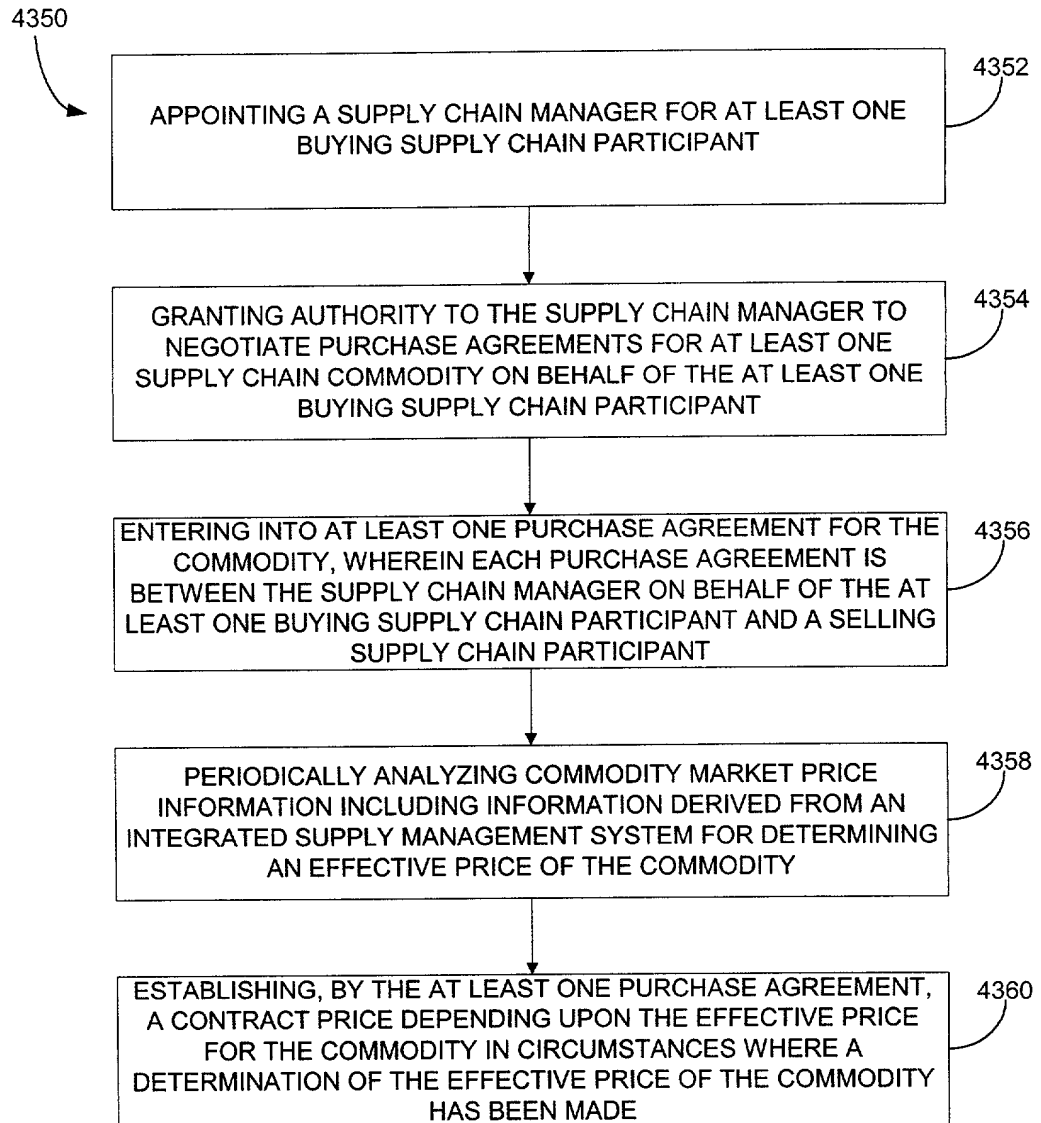 4350
4352
APPOINTING A SUPPLY CHAIN MANAGER FOR AT LEAST ONE
BUYING SUPPLY CHAIN PARTICIPANT
4354
GRANTING AUTHORITY TO THE SUPPLY CHAIN MANAGER TO
NEGOTIATE PURCHASE AGREEMENTS FOR AT LEAST ONE
SUPPLY CHAIN COMMODITY ON BEHALF OF THE AT LEAST ONE
BUYING SUPPLY CHAIN PARTICIPANT
4356
ENTERING INTO AT LEAST ONE PURCHASE AGREEMENT FOR THE
COMMODITY, WHEREIN EACH PURCHASE AGREEMENT IS
BETWEEN THE SUPPLY CHAIN MANAGER ON BEHALF OF THE AT
LEAST ONE BUYING SUPPLY CHAIN PARTICIPANT AND A SELLING
SUPPLY CHAIN PARTICIPANT
4358
PERIODICALLY ANALYZING COMMODITY MARKET PRICE
INFORMATION INCLUDING INFORMATION DERIVED FROM AN
INTEGRATED SUPPLY MANAGEMENT SYSTEM FOR DETERMINING
AN EFFECTIVE PRICE OF THE COMMODITY
4360
ESTABLISHING, BY THE AT LEAST ONE PURCHASE AGREEMENT,
A CONTRACT PRICE DEPENDING UPON THE EFFECTIVE PRICE
FOR THE COMMODITY IN CIRCUMSTANCES WHERE A
DETERMINATION OF THE EFFECTIVE PRICE OF THE COMMODITY
HAS BEEN MADE